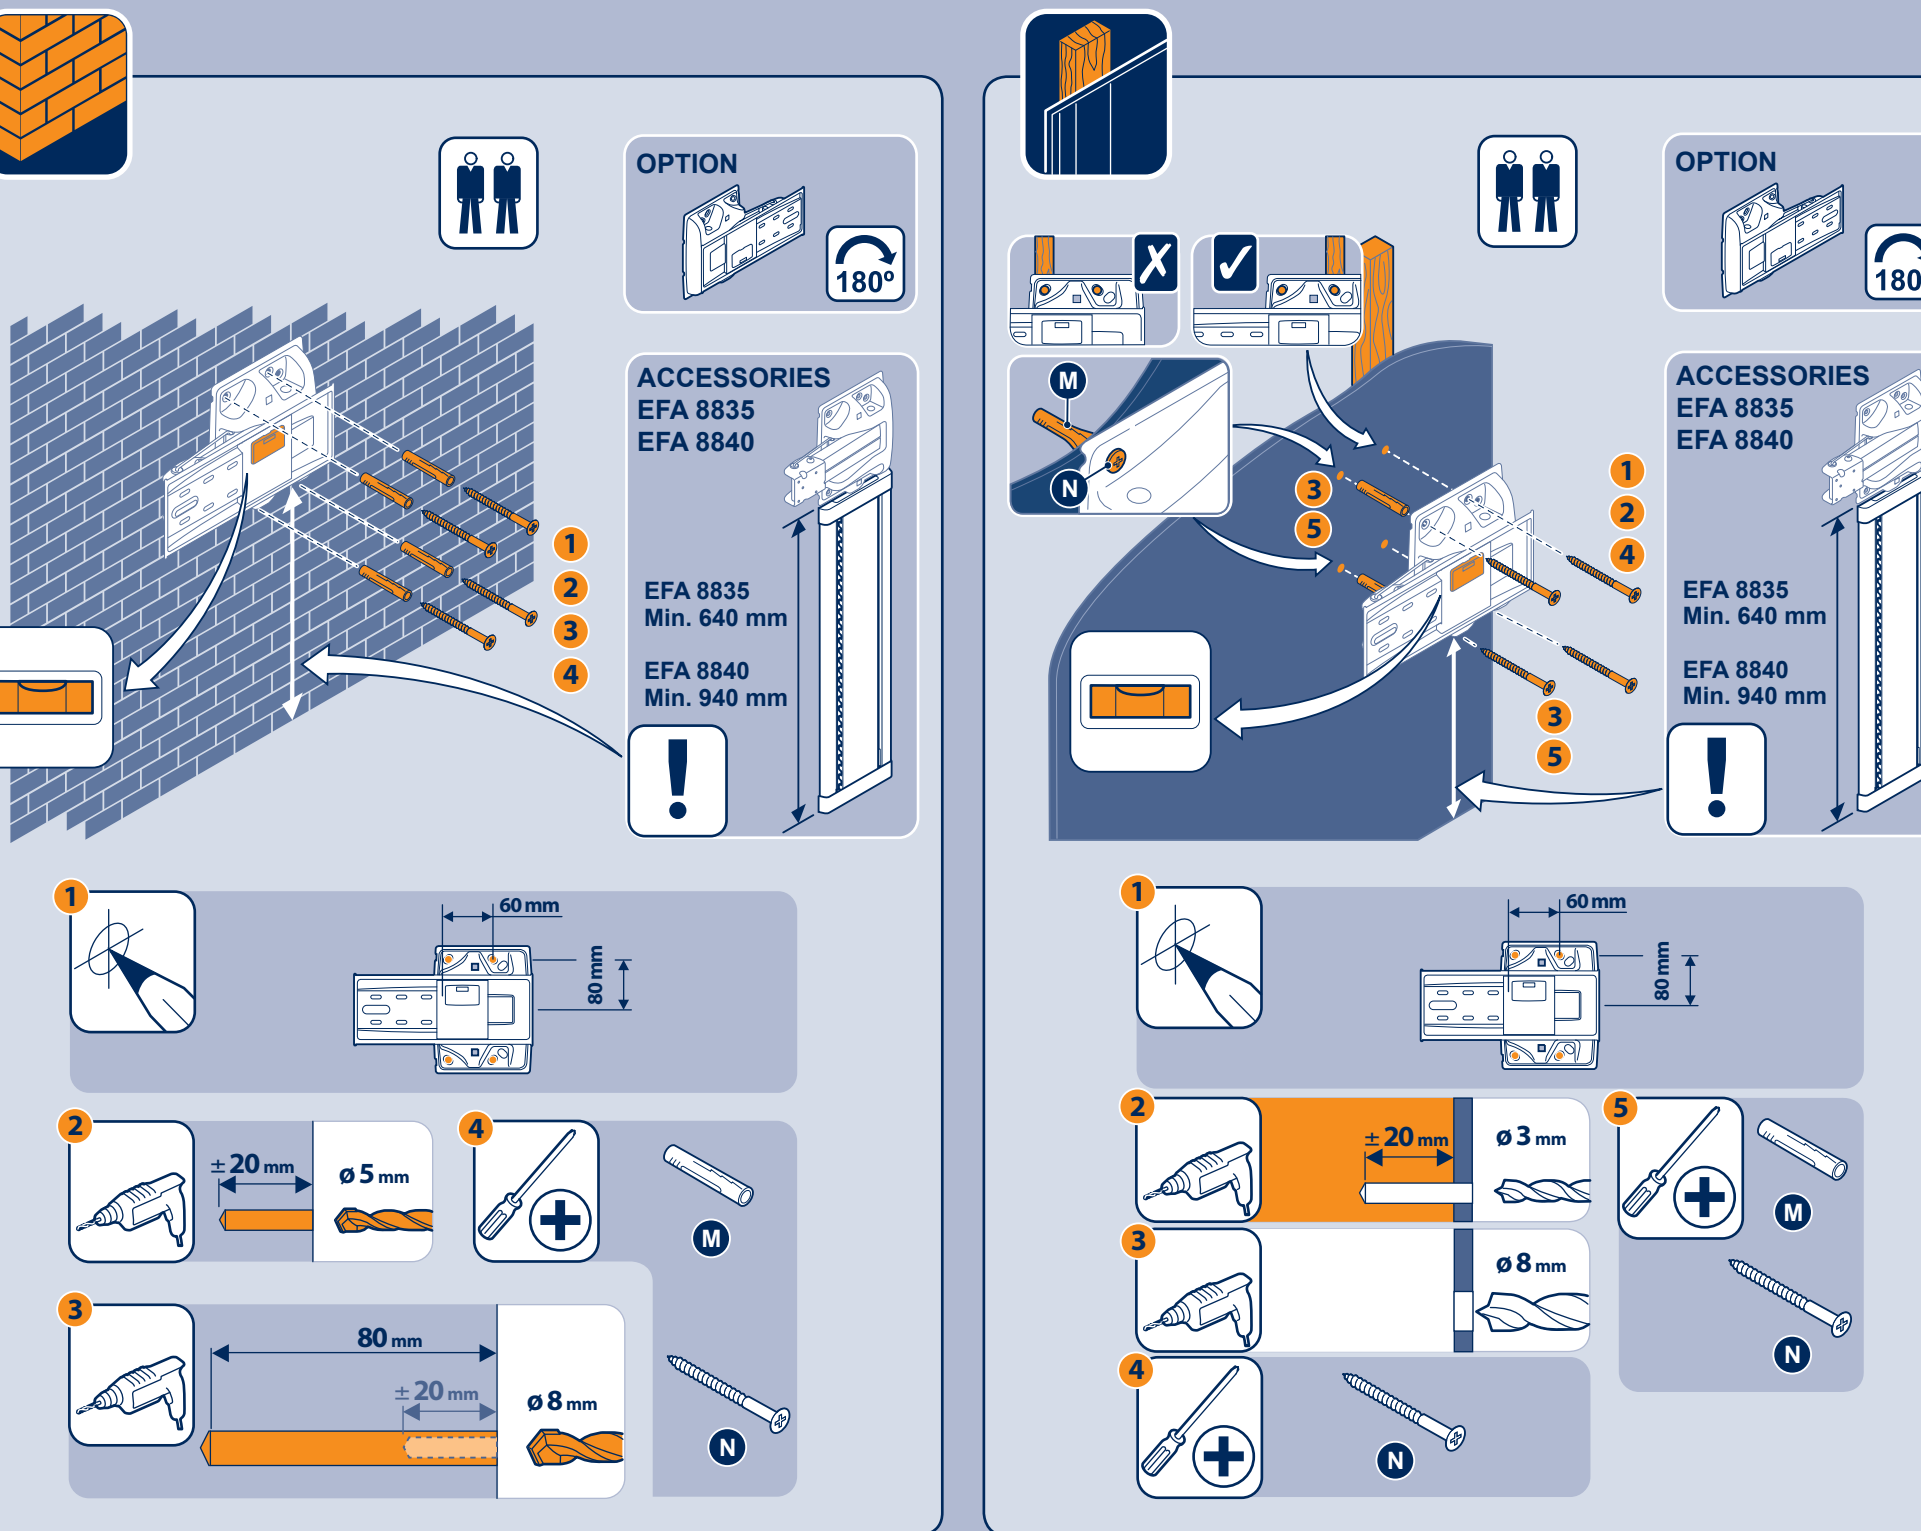 OPTION
180º
ACCESSORIES
EFA 8835
EFA 8840
EFA 8835
Min. 640 mm
EFA 8840
Min. 940 mm
!
1
2
3
4
1
60 mm
80 mm
2
± 20 mm
ø 5 mm
4
M
N
3
80 mm
± 20 mm
ø 8 mm
OPTION
180
ACCESSORIES
EFA 8835
EFA 8840
EFA 8835
Min. 640 mm
EFA 8840
Min. 940 mm
!
✗
✓
M
N
3
5
1
2
4
3
5
1
60 mm
80 mm
2
± 20 mm
ø 3 mm
3
ø 8 mm
4
N
5
M
N